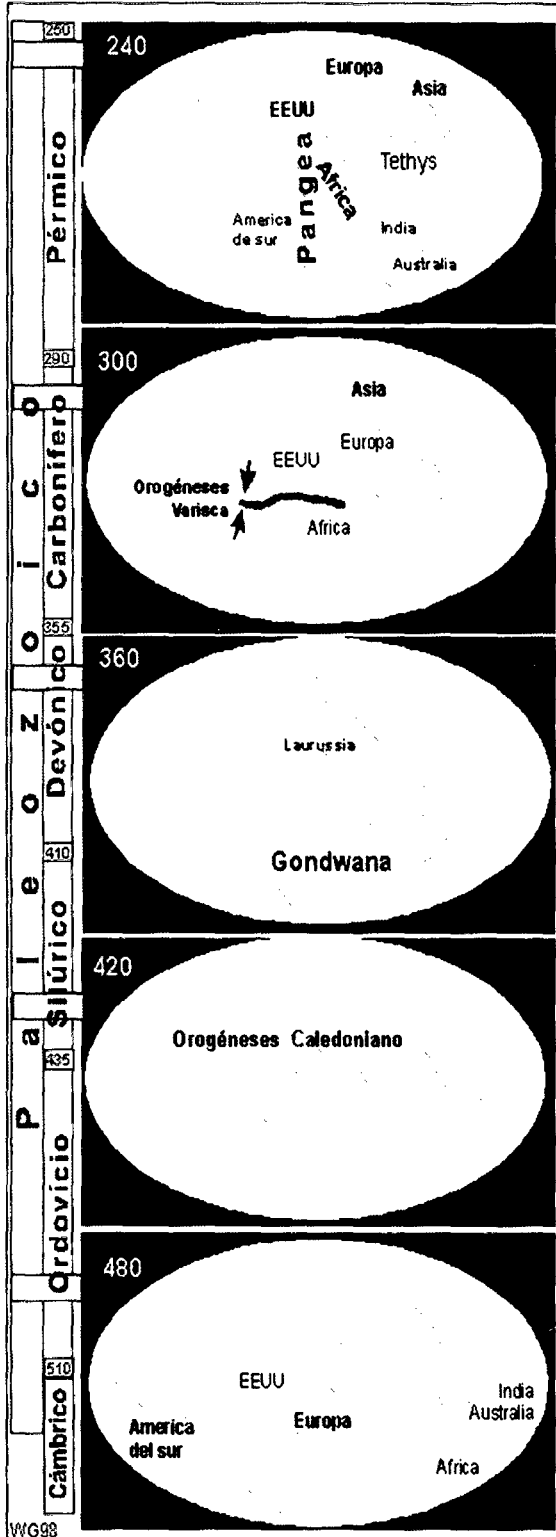 250
Pérmico
290
Carbonífero
355
Devónico
410
Silúrico
435
Ordovício
510
Cámbrico
Paleozoico
240
Europa
Asia
EEUU
Pangea
Africa
Tethys
America
de sur
India
Australia
300
Asia
Europa
EEUU
Orogéneses
Varisca
Africa
360
Laurussia
Gondwana
420
Orogéneses Caledoniano
480
EEUU
India
Australia
America
del sur
Europa
Africa
WG98